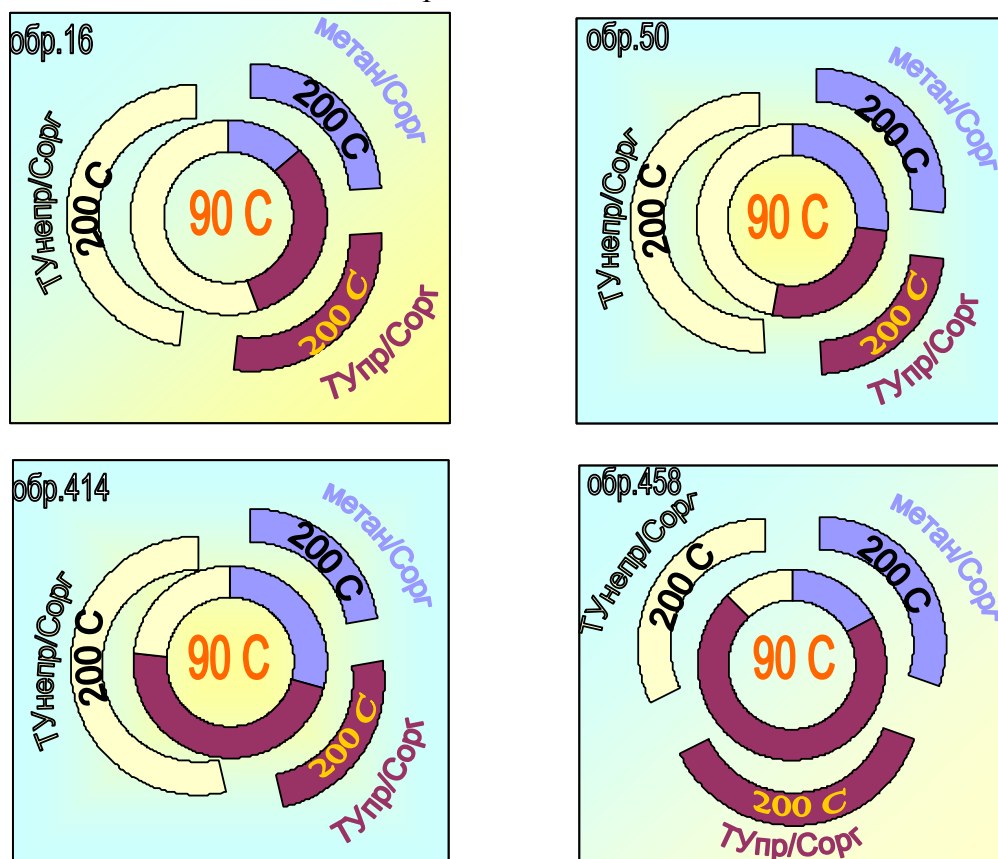 обр.16
метан/Сорг
200 С
ТУнепр/Сорг
200 С
90 С
200 С
ТУпр/Сорг
обр.50
метан/Сорг
200 С
ТУнепр/Сорг
200 С
90 С
200 С
ТУпр/Сорг
обр.414
метан/Сорг
200 С
ТУнепр/Сорг
200 С
90 С
200 С
ТУпр/Сорг
обр.458
метан/Сорг
200 С
ТУнепр/Сорг
200 С
90 С
200 С
ТУпр/Сорг